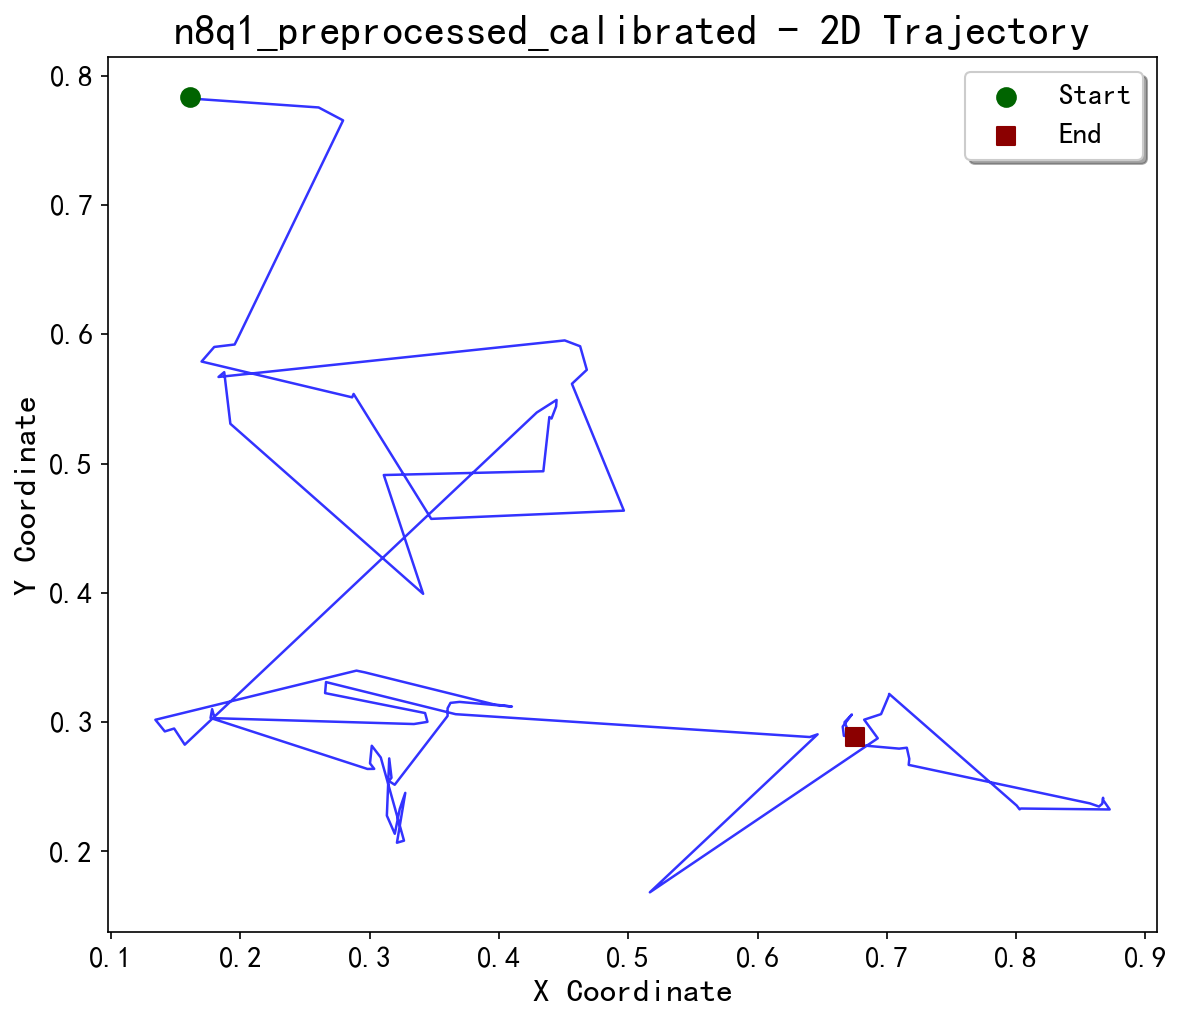 n8q1_preprocessed_calibrated - 2D Trajectory
Start
End
Y Coordinate
0.8
0.7
0.6
0.5
0.4
0.3
0.2
0.1 0.2 0.3 0.4 0.5 0.6 0.7 0.8 0.9
X Coordinate